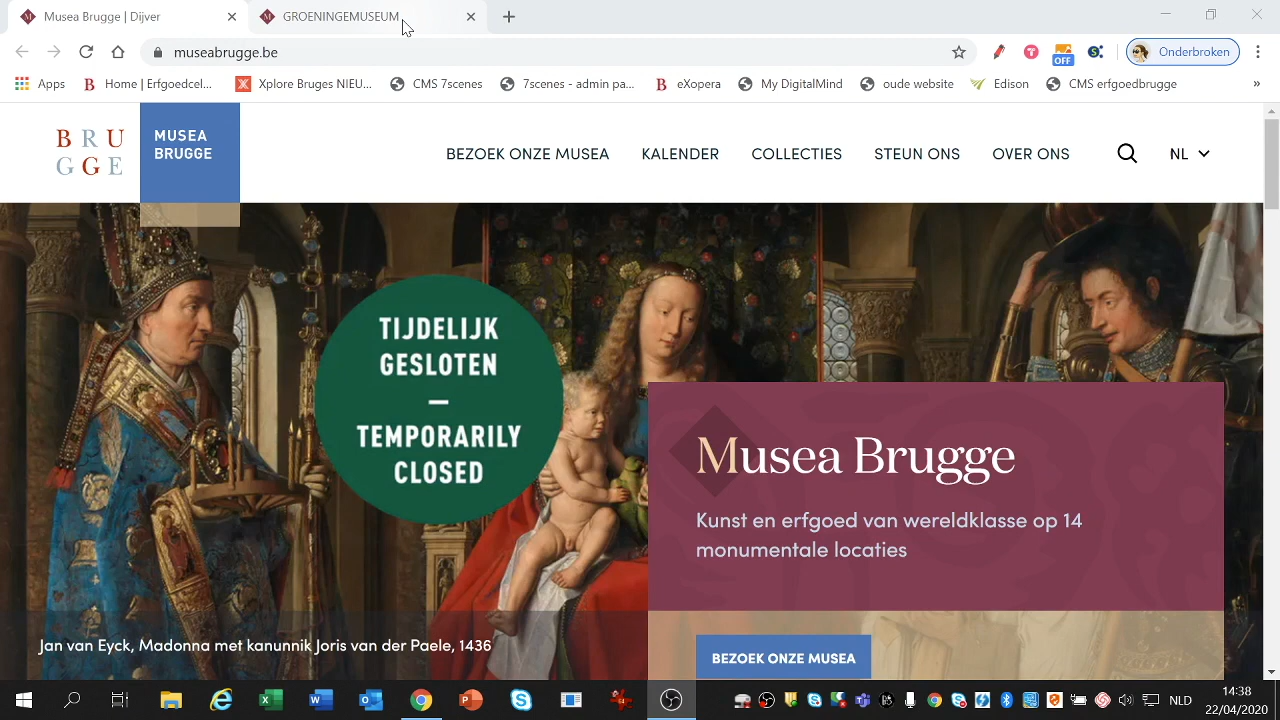 Musea Brugge | Dijver
GROENINGEMUSEUM
museabrugge.be
OFF
Onderbroken
Apps
Home | Erfgoedcel...
Xplore Bruges NIEU...
CMS 7scenes
7scenes - admin pa...
eXopera
My DigitalMind
oude website
Edison
CMS erfgoedbrugge
»
BRU
GGE
MUSEA
BRUGGE
BEZOEK ONZE MUSEA
KALENDER
COLLECTIES
STEUN ONS
OVER ONS
NL
TIJDELIJK
GESLOTEN
–
TEMPORARILY
CLOSED
Musea Brugge
Kunst en erfgoed van wereldklasse op 14
monumentale locaties
Jan van Eyck, Madonna met kanunnik Joris van der Paele, 1436
BEZOEK ONZE MUSEA
NLD
14:38
22/04/2020